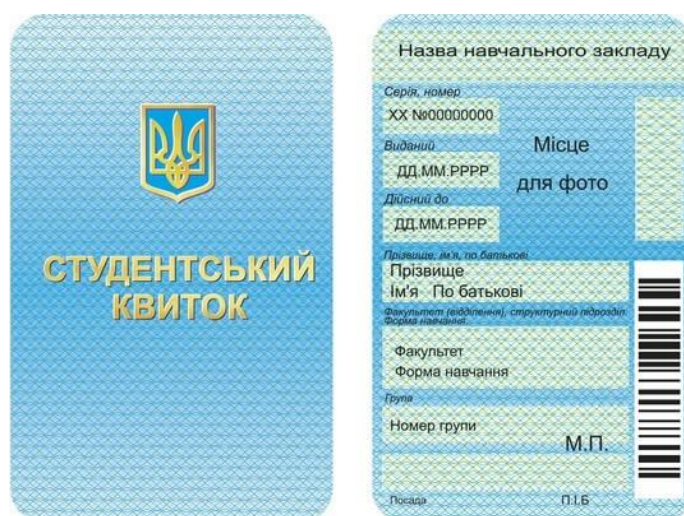 СТУДЕНТСЬКИЙ
КВИТОК
Назва навчального закладу
Серія, номер
ХХ №00000000
Виданий
ДД.ММ.РРРР
Дійсний до
ДД.ММ.РРРР
Місце
для фото
Прізвище, ім'я, по батькові
Прізвище
Ім'я По батькові
Факультет (відділення), структурний підрозділ.
Форма навчання.
Факультет
Форма навчання
Група
Номер групи
М.П.
Посада П.І.Б